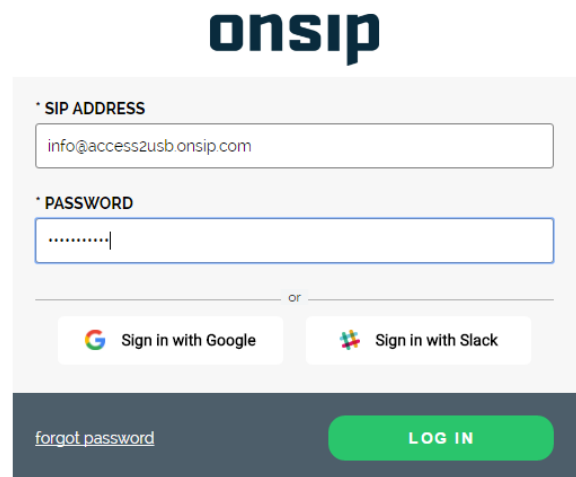 onsip
* SIP ADDRESS
info@access2usb.onsip.com
* PASSWORD
•••••••••••
or
Sign in with Google
Sign in with Slack
forgot password
LOG IN